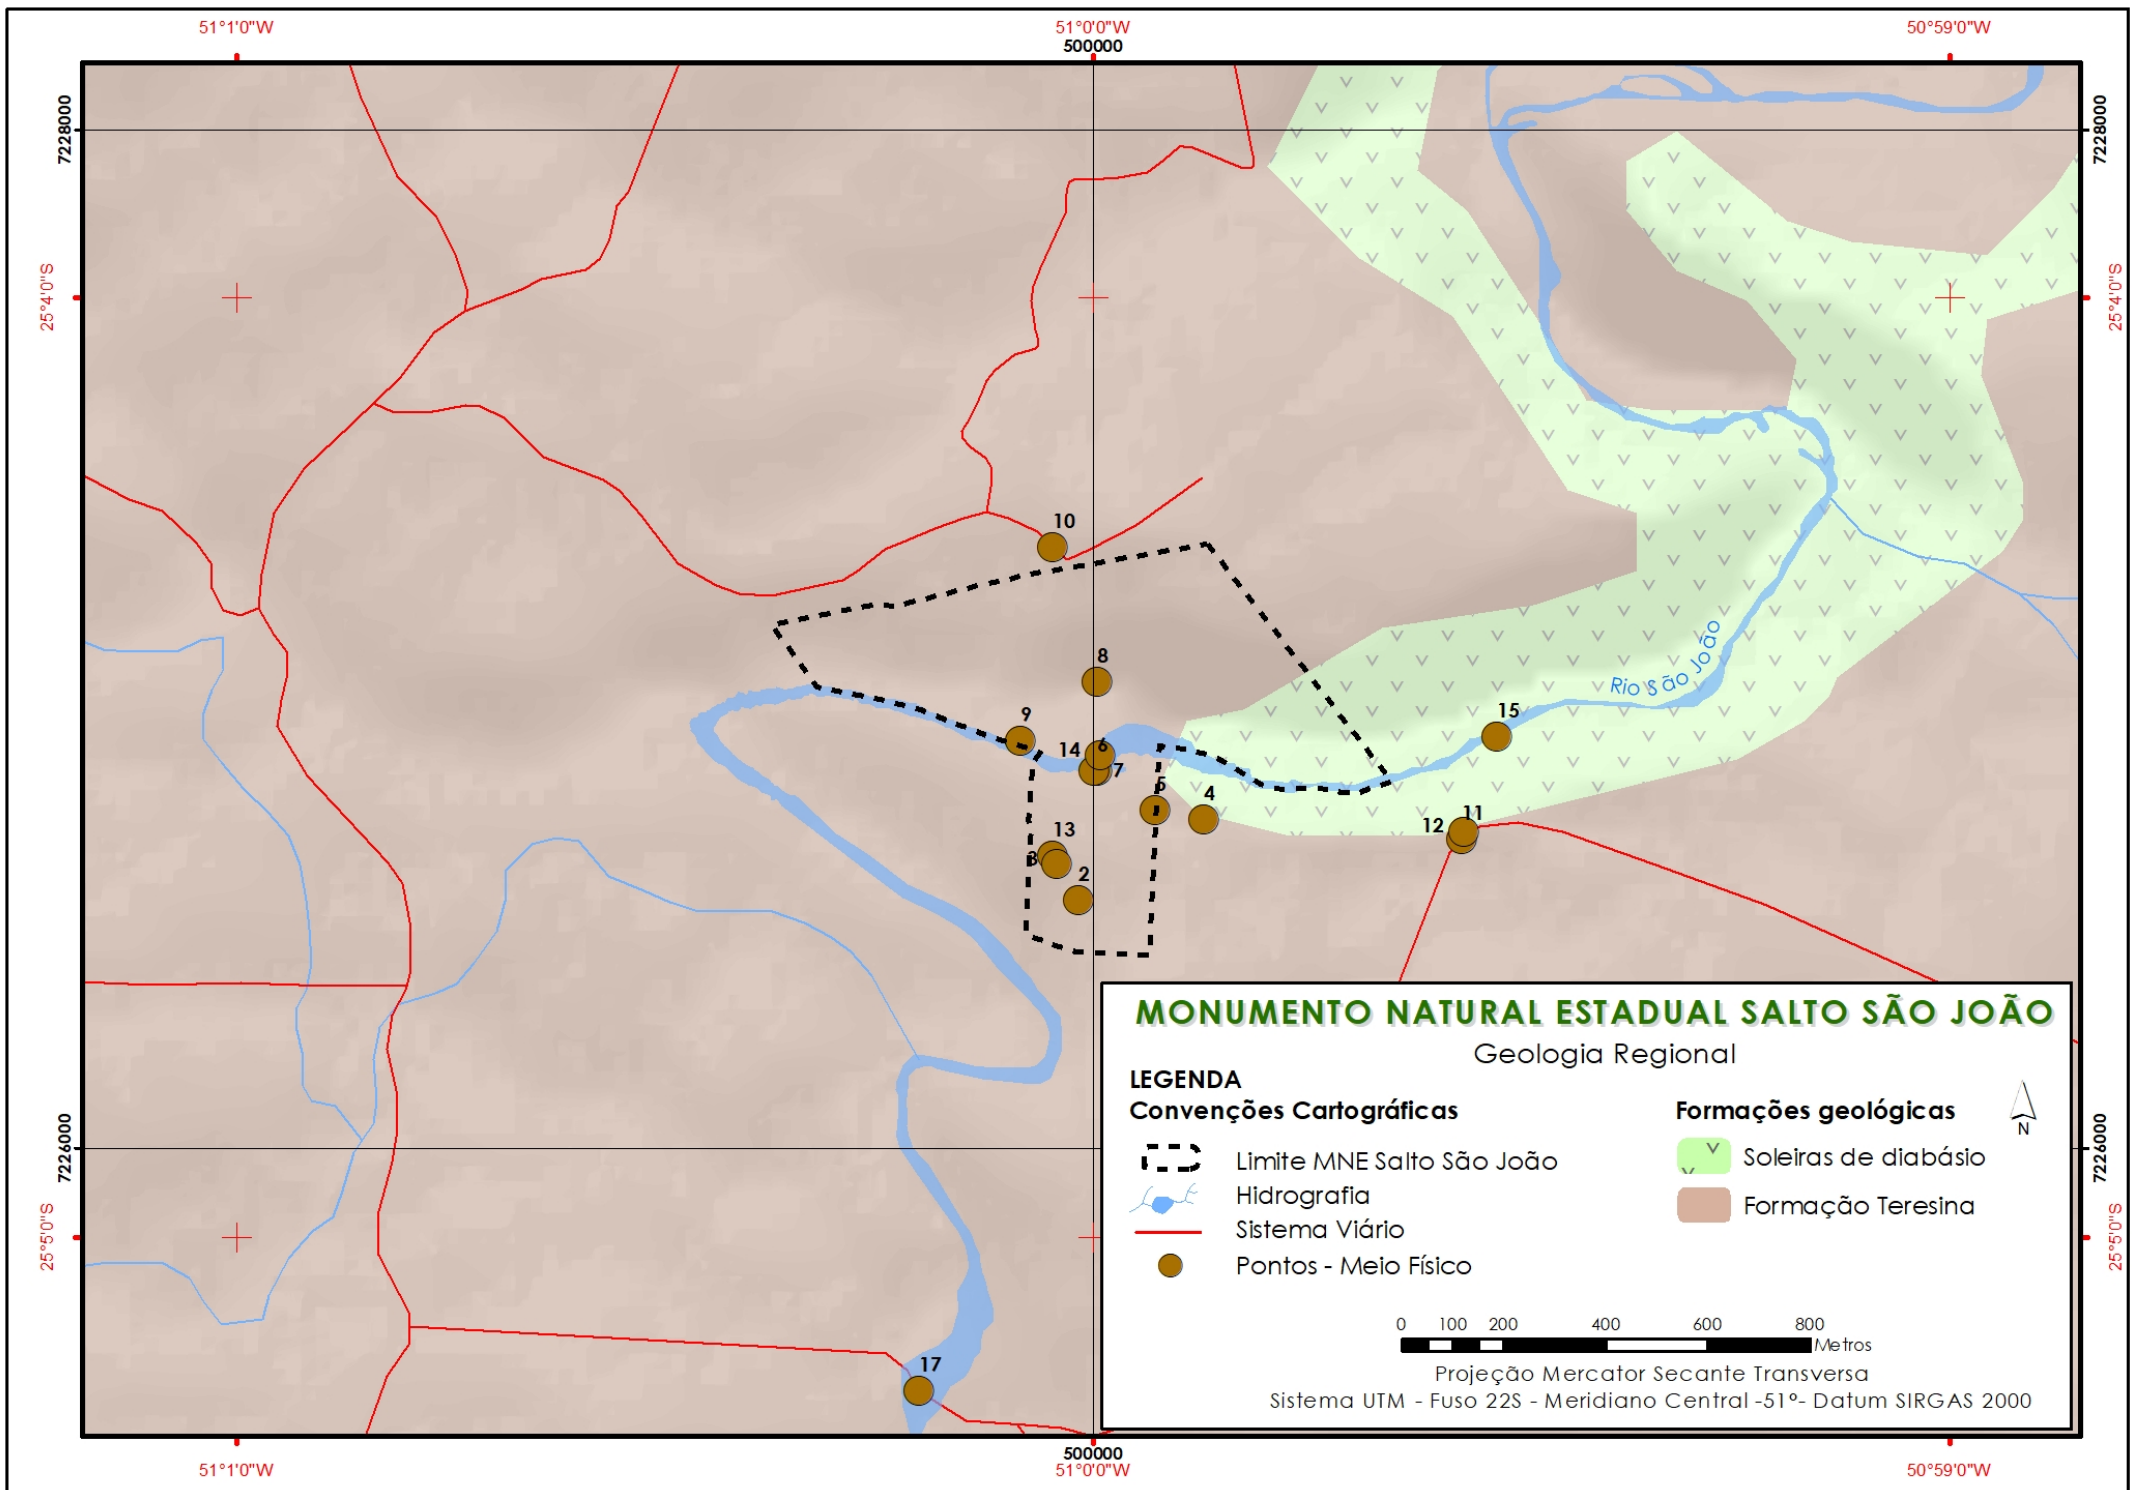 51°1'0"W
51°0'0"W
50°59'0"W
500000
7228000
7228000
25°4'0"S
25°4'0"S
10
8
Rio São João
9
15
14
6
7
5
4
11
12
13
3
2
MONUMENTO NATURAL ESTADUAL SALTO SÃO JOÃO
Geologia Regional
LEGENDA
Convenções Cartográficas
Formações geológicas
N
Limite MNE Salto São João
Soleiras de diabásio
Hidrografia
Formação Teresina
Sistema Viário
Pontos - Meio Físico
7226000
7226000
25°5'0"S
25°5'0"S
0 100 200 400 600 800
Metros
Projeção Mercator Secante Transversa
Sistema UTM - Fuso 22S - Meridiano Central -51º- Datum SIRGAS 2000
17
500000
51°1'0"W
51°0'0"W
50°59'0"W